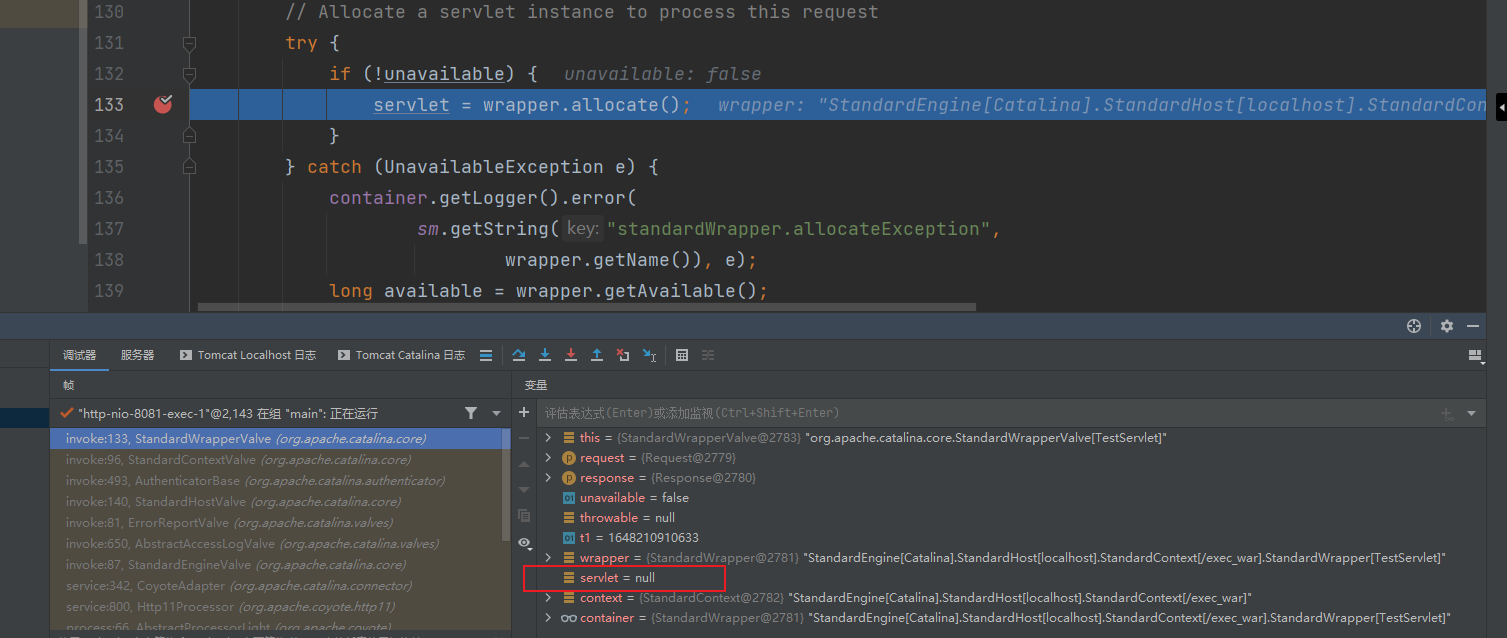 130 // Allocate a servlet instance to process this request
131 try {
132 if (!unavailable) { unavailable: false
133 servlet = wrapper.allocate(); wrapper: "StandardEngine[Catalina].StandardHost[localhost].StandardCon
134 }
135 } catch (UnavailableException e) {
136 container.getLogger().error(
137 sm.getString( key: "standardWrapper.allocateException",
138 wrapper.getName()), e);
139 long available = wrapper.getAvailable();
调试器 服务器 Tomcat Localhost 日志 Tomcat Catalina 日志
帧
变量
"http-nio-8081-exec-1"@2,143 在组 "main": 正在运行
评估表达式(Enter)或添加监视(Ctrl+Shift+Enter)
invoke:133, StandardWrapperValve (org.apache.catalina.core)
invoke:96, StandardContextValve (org.apache.catalina.core)
invoke:493, AuthenticatorBase (org.apache.catalina.authenticator)
invoke:140, StandardHostValve (org.apache.catalina.core)
invoke:81, ErrorReportValve (org.apache.catalina.valves)
invoke:650, AbstractAccessLogValve (org.apache.catalina.valves)
invoke:87, StandardEngineValve (org.apache.catalina.core)
service:342, CoyoteAdapter (org.apache.catalina.connector)
service:800, Http11Processor (org.apache.coyote.http11)
process:66, AbstractProcessorLight (org.apache.coyote)
this = {StandardWrapperValve@2783} "org.apache.catalina.core.StandardWrapperValve[TestServlet]"
request = {Request@2779}
response = {Response@2780}
unavailable = false
throwable = null
t1 = 1648210910633
wrapper = {StandardWrapper@2781} "StandardEngine[Catalina].StandardHost[localhost].StandardContext[/exec_war].StandardWrapper[TestServlet]"
servlet = null
context = {StandardContext@2782} "StandardEngine[Catalina].StandardHost[localhost].StandardContext[/exec_war]"
container = {StandardWrapper@2781} "StandardEngine[Catalina].StandardHost[localhost].StandardContext[/exec_war].StandardWrapper[TestServlet]"